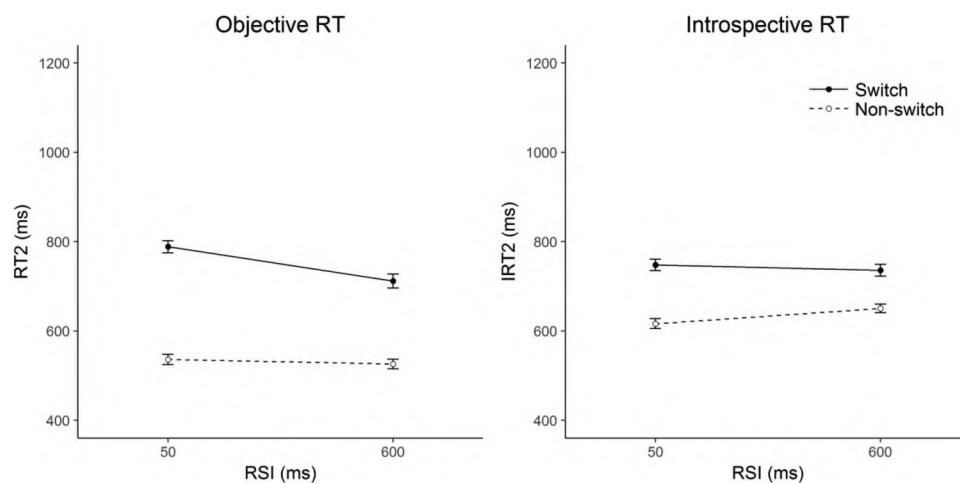 Objective RT
1200
1000
800
600
400
RT2 (ms)
50
600
RSI (ms)
Introspective RT
Switch
Non-switch
1200
1000
800
600
400
IRT2 (ms)
50
600
RSI (ms)